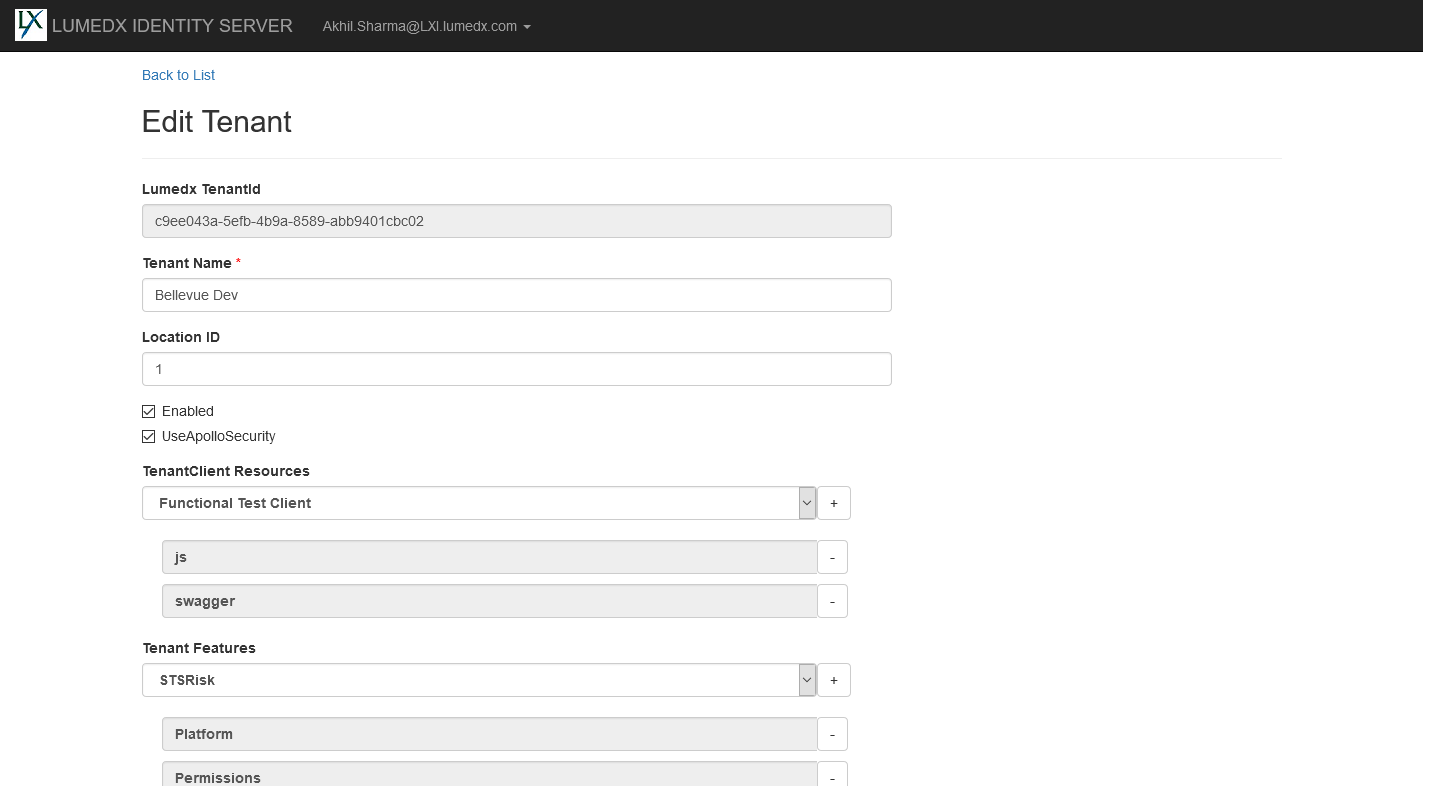 LX LUMEDX IDENTITY SERVER Akhil.Sharma@LXI.lumedx.com
Back to List
Edit Tenant
Lumedx TenantId
c9ee043a-5efb-4b9a-8589-abb9401cbc02
Tenant Name *
Bellevue Dev
Location ID
1
Enabled
UseApolloSecurity
TenantClient Resources
Functional Test Client +
js -
swagger -
Tenant Features
STSRisk +
Platform -
Permissions -